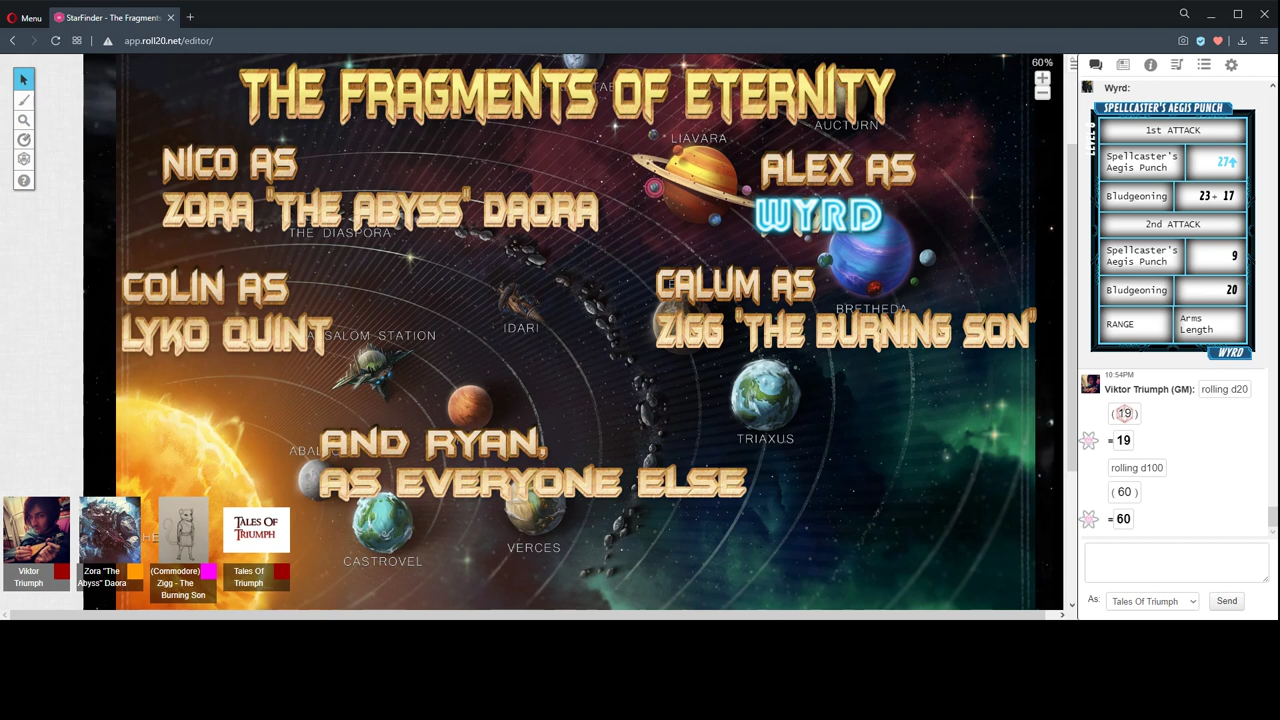 Menu
StarFinder - The Fragments
app.roll20.net/editor/
THE FRAGMENTS OF ETERNITY
LIAVARA
AUCTURN
NICO AS
ZORA "THE ABYSS" DAORA
THE DIASPORA
ALEX AS
WYRD
COLIN AS
LYKO QUINT
SALOM STATION
IDARI
CALUM AS
ZIGG "THE BURNING SON"
BRETHEDA
TRIAXUS
AND RYAN,
AS EVERYONE ELSE
ABAL
CASTROVEL
VERCES
THE
60%
Viktor
Triumph
Zora "The
Abyss" Daora
(Commodore)
Zigg - The
Burning Son
TALES OF
TRIUMPH
Tales Of
Triumph
Wyrd:
SPELLCASTER'S AEGIS PUNCH
1st ATTACK
Spellcaster's
Aegis Punch
27
Bludgeoning
23 + 17
2nd ATTACK
Spellcaster's
Aegis Punch
9
Bludgeoning
20
RANGE
Arms
Length
WYRD
10:54PM
Viktor Triumph (GM): rolling d20
(19)
= 19
rolling d100
(60)
= 60
As: Tales Of Triumph Send